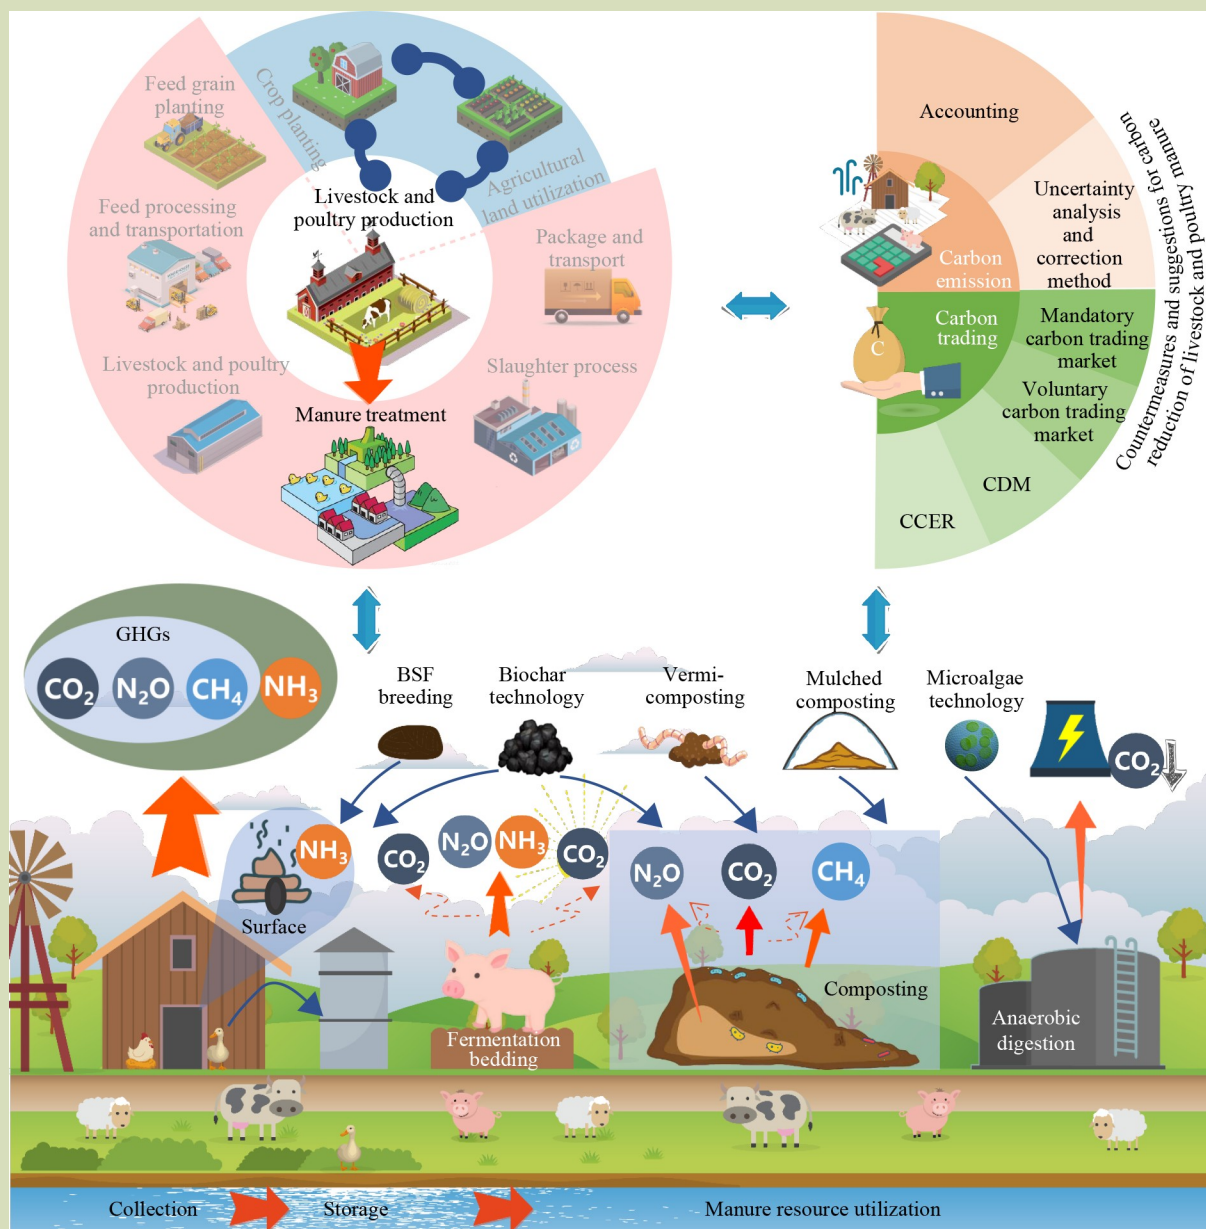 Feed grain
planting
Crop planting
Agricultural
land utilization
Livestock and
poultry production
Feed processing
and transportation
Package and
transport
Livestock and poultry
production
Slaughter process
Manure treatment
Accounting
Uncertainty
analysis
and
correction
method
Carbon
emission
Carbon
trading
C
Mandatory
carbon trading
market
Voluntary
carbon trading
market
CDM
CCER
Countermeasures and suggestions for carbon
reduction of livestock and poultry manure
GHGs
CO₂
N₂O
CH₄
NH₃
BSF
breeding
Biochar
technology
Vermi-
composting
Mulched
composting
Microalgae
technology
CO₂
NH₃
CO₂
N₂O
NH₃
CO₂
N₂O
CO₂
CH₄
Surface
Fermentation
bedding
Composting
Anaerobic
digestion
Collection
Storage
Manure resource utilization